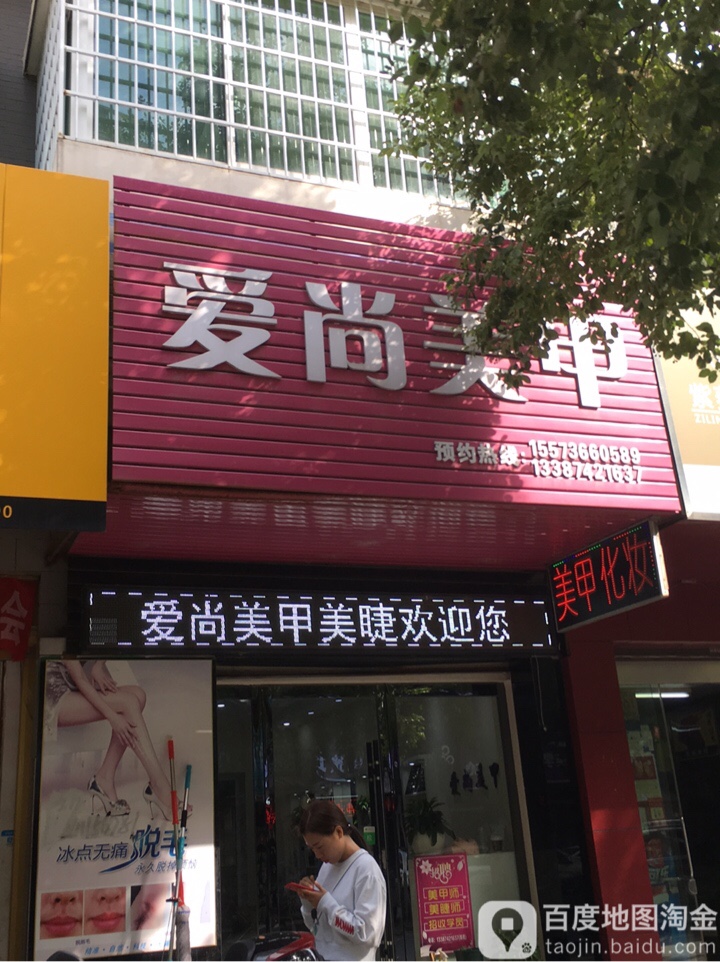 爱尚美甲
预约热线:15573660589
13387421637
美甲化妆
爱尚美甲美睫欢迎您
冰点无痛脱毛
美甲师
美睫师
招收学员
百度地图淘金
taojin.baidu.com